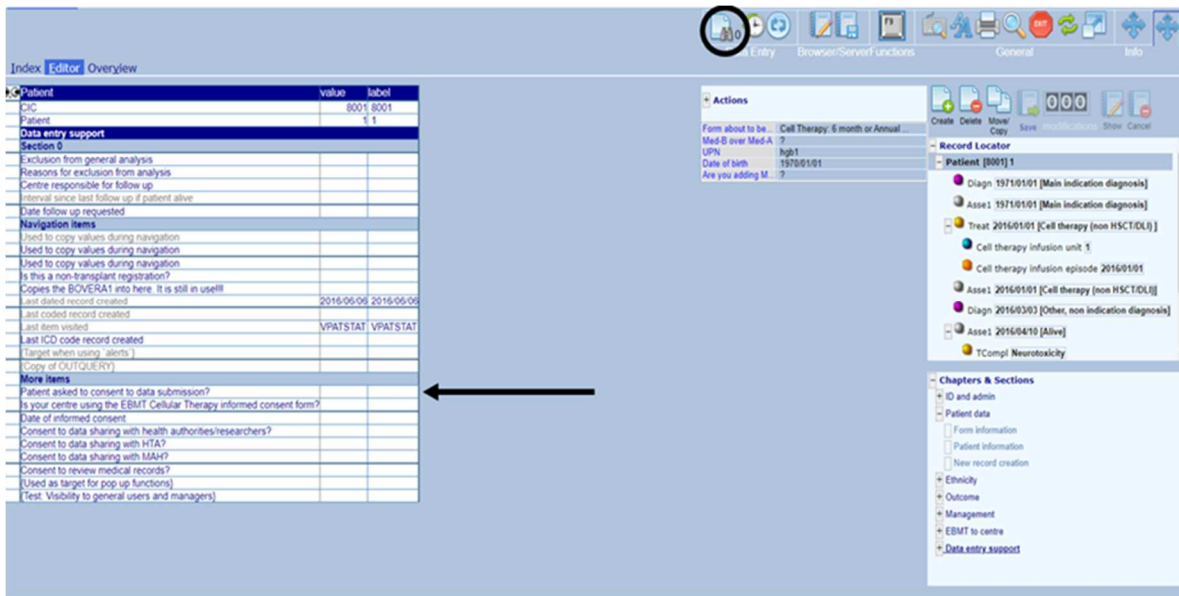 Entry Browser/Server Functions General Info
Index Editor Overview
Patient value label
CIC 8001 8001
Patient 1 1
Data entry support
Section 0
Exclusion from general analysis
Reasons for exclusion from analysis
Centre responsible for follow up
Interval since last follow up if patient alive
Date follow up requested
Navigation items
Used to copy values during navigation
Used to copy values during navigation
Used to copy values during navigation
Is this a non-transplant registration?
Copies the BOVERA1 into here. It is still in use!!!!
Last dated record created 2016/06/06 2016/06/06
Last coded record created
Last item visited VPATSTAT VPATSTAT
Last ICD code record created
{Target when using `alerts`}
{Copy of OUTQUERY}
More items
Patient asked to consent to data submission?
Is your centre using the EBMT Cellular Therapy informed consent form?
Date of informed consent
Consent to data sharing with health authorities/researchers?
Consent to data sharing with HTA?
Consent to data sharing with MAH?
Consent to review medical records?
{Used as target for pop up functions}
{Test: Visibility to general users and managers}
Actions
Form about to be... Cell Therapy: 6 month or Annual ...
Med-B over Med-A ?
UPN hgb1
Date of birth 1970/01/01
Are you adding M... ?
000
Create Delete Move/ Copy Save modifications Show Cancel
Record Locator
Patient [8001] 1
Diagn 1971/01/01 [Main indication diagnosis]
Asse1 1971/01/01 [Main indication diagnosis]
Treat 2016/01/01 [Cell therapy (non HSCT/DLI) ]
Cell therapy infusion unit 1
Cell therapy infusion episode 2016/01/01
Asse1 2016/01/01 [Cell therapy (non HSCT/DLI)]
Diagn 2016/03/03 [Other, non indication diagnosis]
Asse1 2016/04/10 [Alive]
TCompl Neurotoxicity
Chapters & Sections
ID and admin
Patient data
Form information
Patient information
New record creation
Ethnicity
Outcome
Management
EBMT to centre
Data entry support